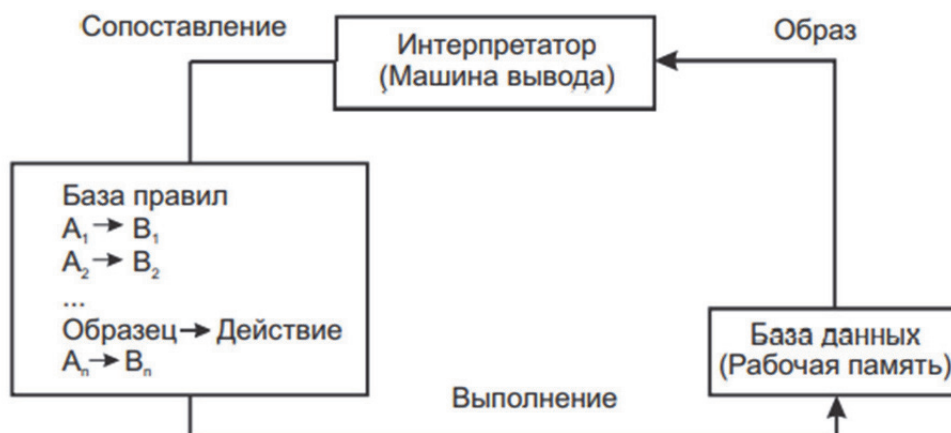 Сопоставление
Интерпретатор
(Машина вывода)
Образ
База правил
A₁ → B₁
A₂ → B₂
...
Образец → Действие
Aₙ → Bₙ
База данных
(Рабочая память)
Выполнение